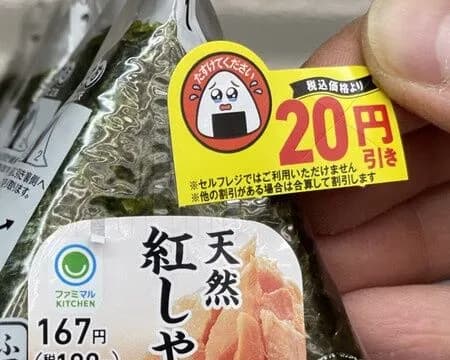 たすけてください
税込価格より
20円
引き
※セルフレジではご利用いただけません
※他の割引がある場合は合算して割引します
天然
紅しゃ
ファミマル
KITCHEN
167円
ふ
2
2